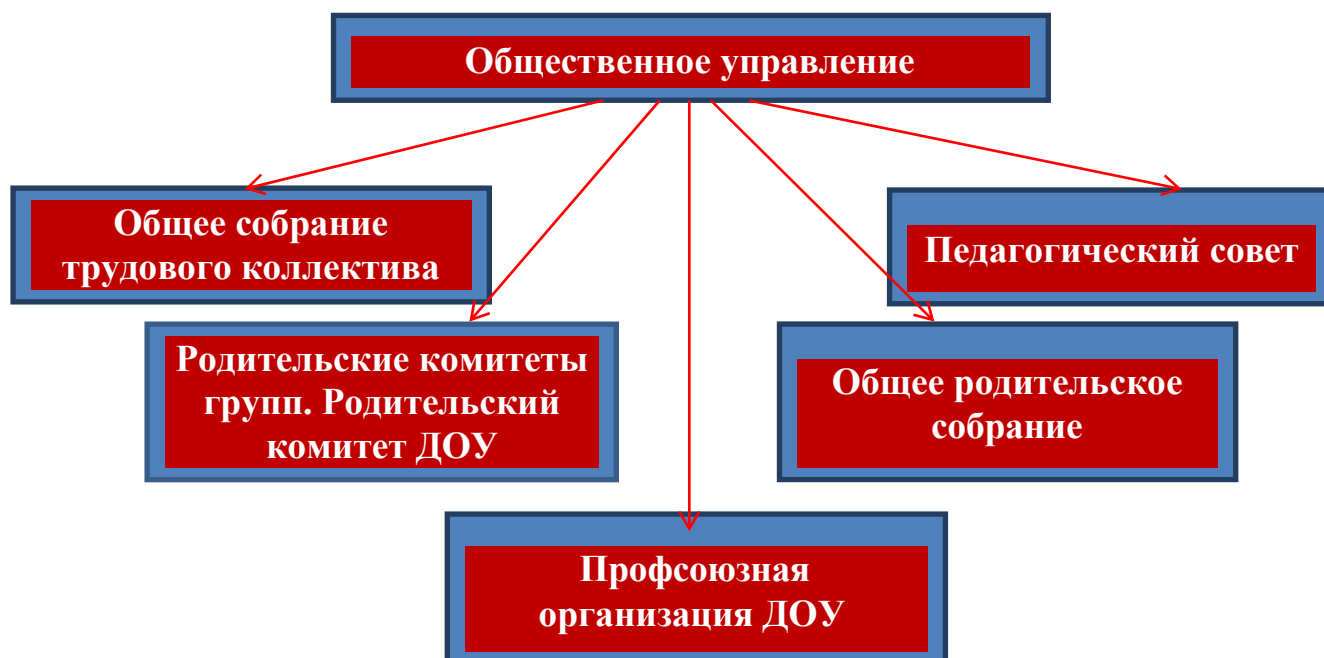 Общественное управление
Общее собрание
трудового коллектива
Педагогический совет
Родительские комитеты
групп. Родительский
комитет ДОУ
Общее родительское
собрание
Профсоюзная
организация ДОУ